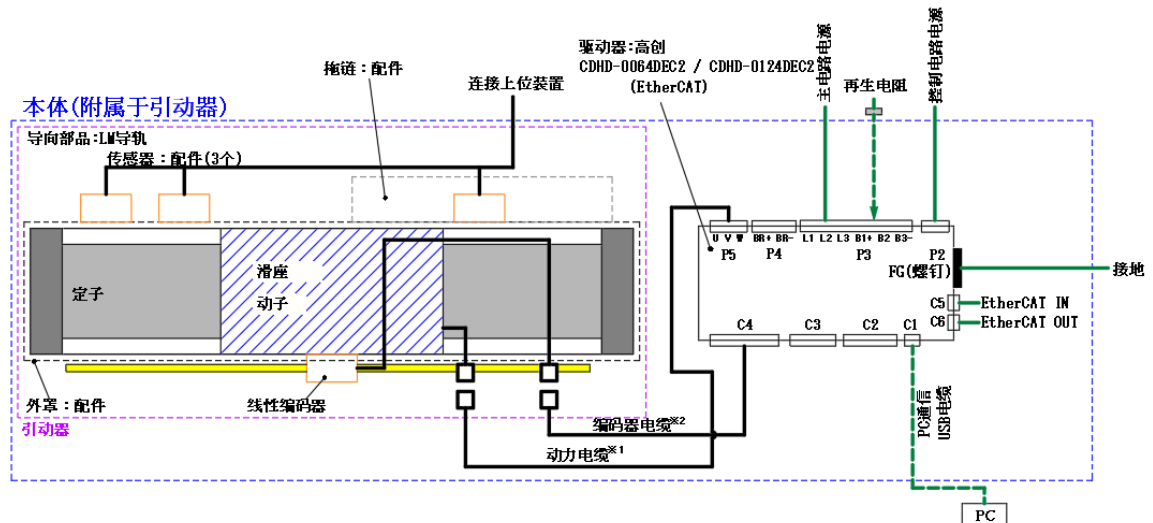 驱动器:高创
CDHD-0064DEC2 / CDHD-0124DEC2
(EtherCAT)
主电路电源
再生电阻
控制电路电源
拖链:配件
连接上位装置
本体(附属于引动器)
导向部品:LM导轨
传感器:配件(3个)
U V W
BR+ BR-
L1 L2 L3 B1+ B2 B3-
P5
P4
P3
P2
FG(螺钉)
接地
滑座
定子
动子
C5
EtherCAT IN
C6
EtherCAT OUT
C4
C3
C2
C1
外罩:配件
线性编码器
引动器
编码器电缆※2
动力电缆※1
PC通信
USB电缆
PC